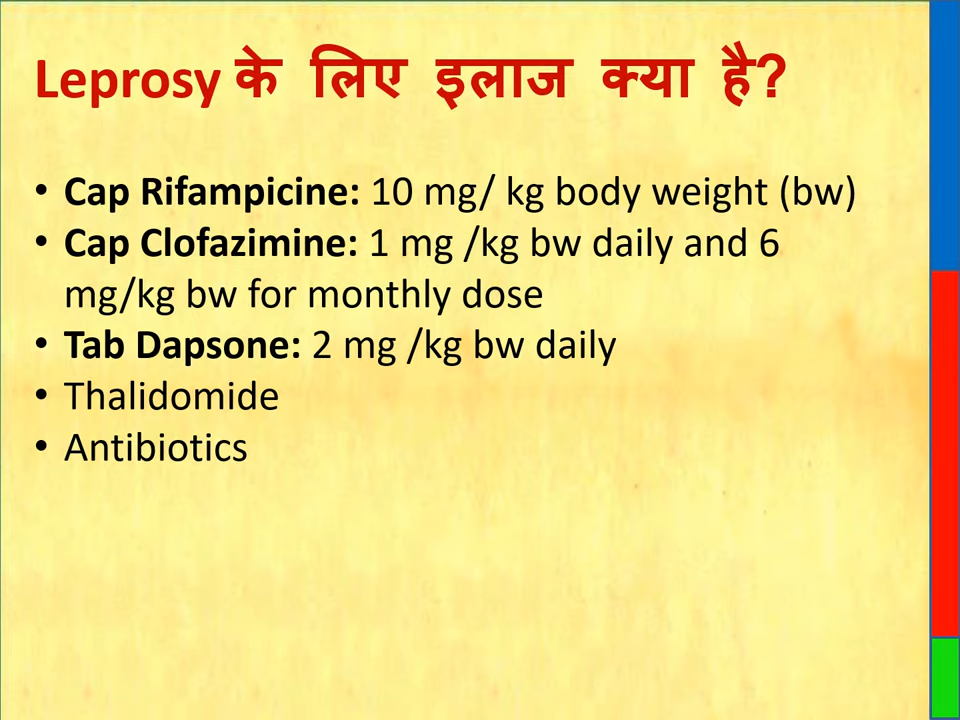 Leprosy के लिए इलाज क्या है?
• Cap Rifampicine: 10 mg/ kg body weight (bw)
• Cap Clofazimine: 1 mg /kg bw daily and 6
mg/kg bw for monthly dose
• Tab Dapsone: 2 mg /kg bw daily
• Thalidomide
• Antibiotics